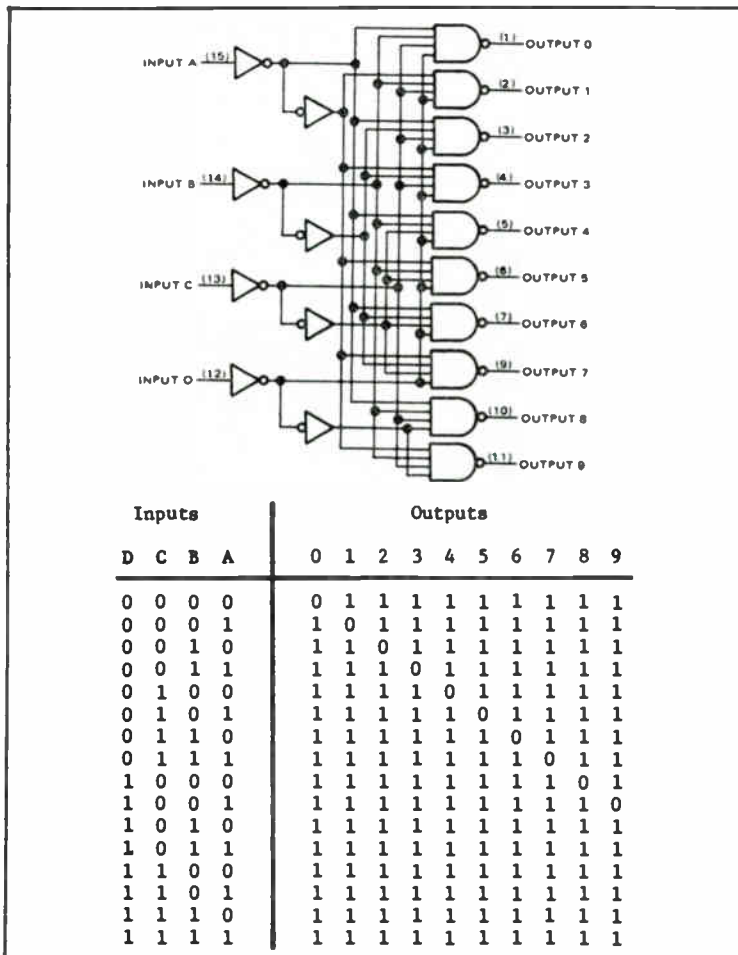 (1) OUTPUT 0
INPUT A (15)
(2) OUTPUT 1
(3) OUTPUT 2
INPUT B (14)
(4) OUTPUT 3
(5) OUTPUT 4
(6) OUTPUT 5
INPUT C (13)
(7) OUTPUT 6
(9) OUTPUT 7
INPUT D (12)
(10) OUTPUT 8
(11) OUTPUT 9
Inputs Outputs
D C B A 0 1 2 3 4 5 6 7 8 9
0 0 0 0 0 1 1 1 1 1 1 1 1 1
0 0 0 1 1 0 1 1 1 1 1 1 1 1
0 0 1 0 1 1 0 1 1 1 1 1 1 1
0 0 1 1 1 1 1 0 1 1 1 1 1 1
0 1 0 0 1 1 1 1 0 1 1 1 1 1
0 1 0 1 1 1 1 1 1 0 1 1 1 1
0 1 1 0 1 1 1 1 1 1 0 1 1 1
0 1 1 1 1 1 1 1 1 1 1 0 1 1
1 0 0 0 1 1 1 1 1 1 1 1 0 1
1 0 0 1 1 1 1 1 1 1 1 1 1 0
1 0 1 0 1 1 1 1 1 1 1 1 1 1
1 0 1 1 1 1 1 1 1 1 1 1 1 1
1 1 0 0 1 1 1 1 1 1 1 1 1 1
1 1 0 1 1 1 1 1 1 1 1 1 1 1
1 1 1 0 1 1 1 1 1 1 1 1 1 1
1 1 1 1 1 1 1 1 1 1 1 1 1 1